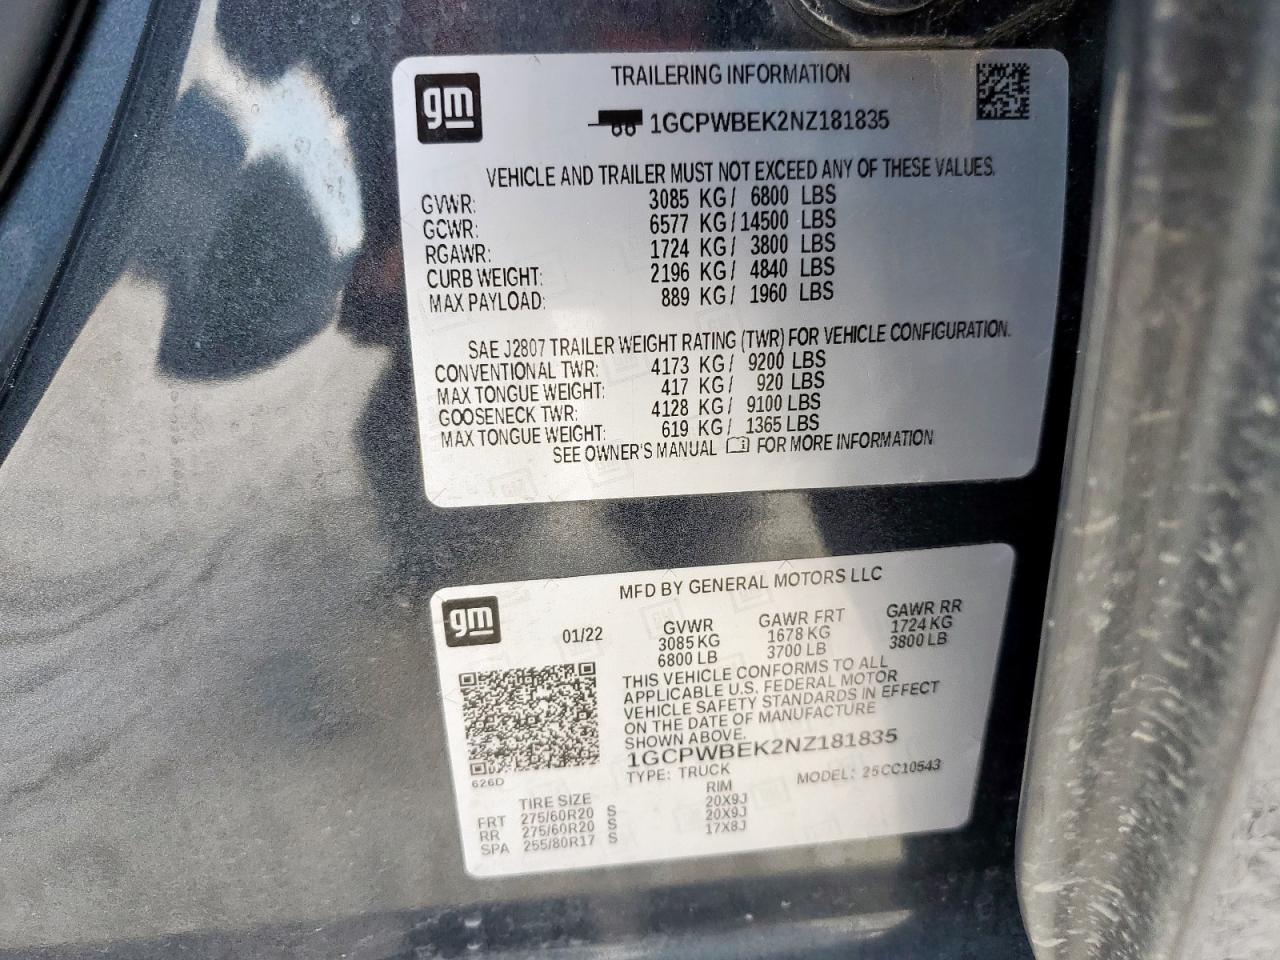 gm
TRAILERING INFORMATION
1GCPWBEK2NZ181835
VEHICLE AND TRAILER MUST NOT EXCEED ANY OF THESE VALUES.
GVWR: 3085 KG/ 6800 LBS
GCWR: 6577 KG/14500 LBS
RGAWR: 1724 KG/ 3800 LBS
CURB WEIGHT: 2196 KG/ 4840 LBS
MAX PAYLOAD: 889 KG/ 1960 LBS
SAE J2807 TRAILER WEIGHT RATING (TWR) FOR VEHICLE CONFIGURATION.
CONVENTIONAL TWR: 4173 KG/ 9200 LBS
MAX TONGUE WEIGHT: 417 KG/ 920 LBS
GOOSENECK TWR: 4128 KG/ 9100 LBS
MAX TONGUE WEIGHT: 619 KG/ 1365 LBS
SEE OWNER'S MANUAL FOR MORE INFORMATION
gm
MFD BY GENERAL MOTORS LLC
01/22 GVWR GAWR FRT GAWR RR
3085 KG 1678 KG 1724 KG
6800 LB 3700 LB 3800 LB
THIS VEHICLE CONFORMS TO ALL
APPLICABLE U.S. FEDERAL MOTOR
VEHICLE SAFETY STANDARDS IN EFFECT
ON THE DATE OF MANUFACTURE
SHOWN ABOVE.
1GCPWBEK2NZ181835
626D
TYPE: TRUCK MODEL: 25CC10543
TIRE SIZE RIM
FRT 275/60R20 S 20X9J
RR 275/60R20 S 20X9J
SPA 255/80R17 S 17X8J